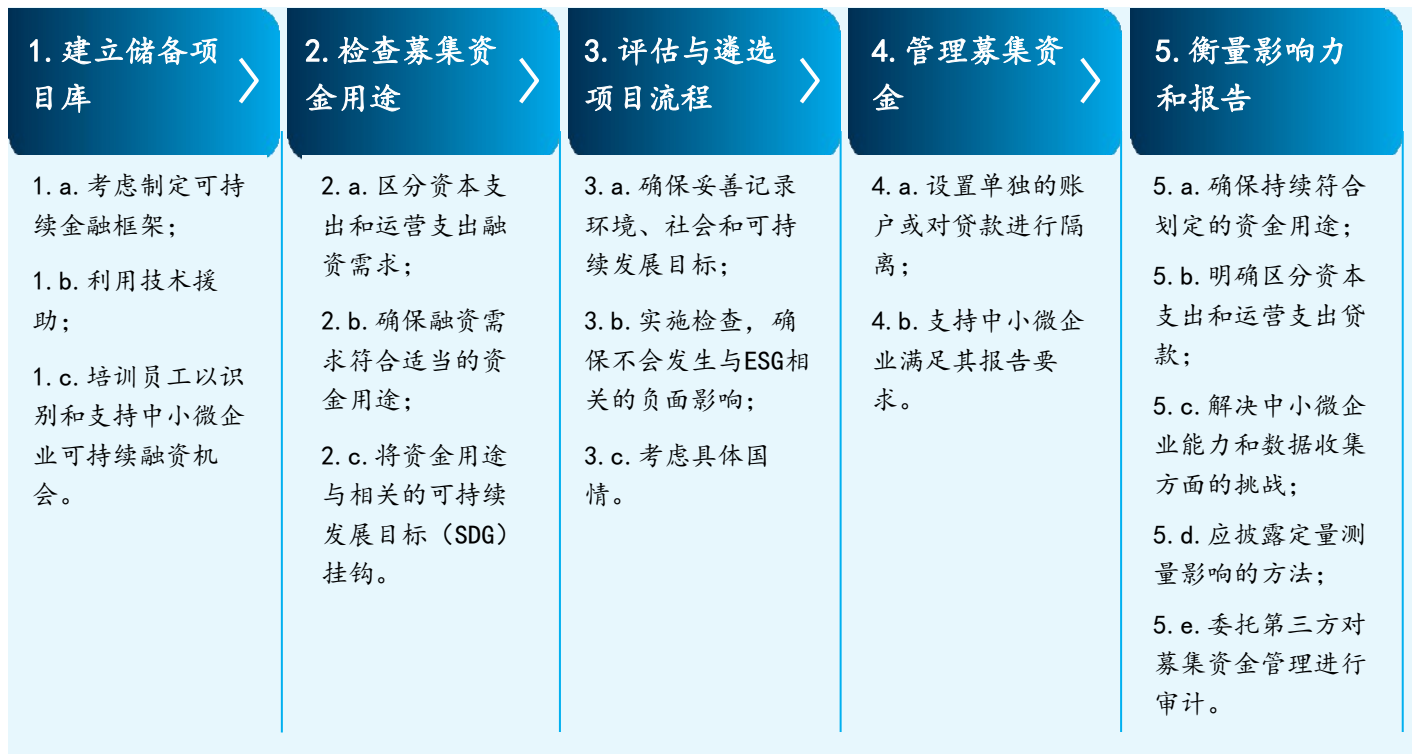 1.建立储备项
目库
1.a.考虑制定可持
续金融框架；
1.b.利用技术援
助；
1.c.培训员工以识
别和支持中小微企
业可持续融资机
会。
2.检查募集资
金用途
2.a.区分资本支
出和运营支出融
资需求；
2.b.确保融资需
求符合适当的资
金用途；
2.c.将资金用途
与相关的可持续
发展目标（SDG）
挂钩。
3.评估与遴选
项目流程
3.a.确保妥善记录
环境、社会和可持
续发展目标；
3.b.实施检查，确
保不会发生与ESG相
关的负面影响；
3.c.考虑具体国
情。
4.管理募集资
金
4.a.设置单独的账
户或对贷款进行隔
离；
4.b.支持中小微企
业满足其报告要
求。
5.衡量影响力
和报告
5.a.确保持续符合
划定的资金用途；
5.b.明确区分资本
支出和运营支出贷
款；
5.c.解决中小微企
业能力和数据收集
方面的挑战；
5.d.应披露定量测
量影响的方法；
5.e.委托第三方对
募集资金管理进行
审计。